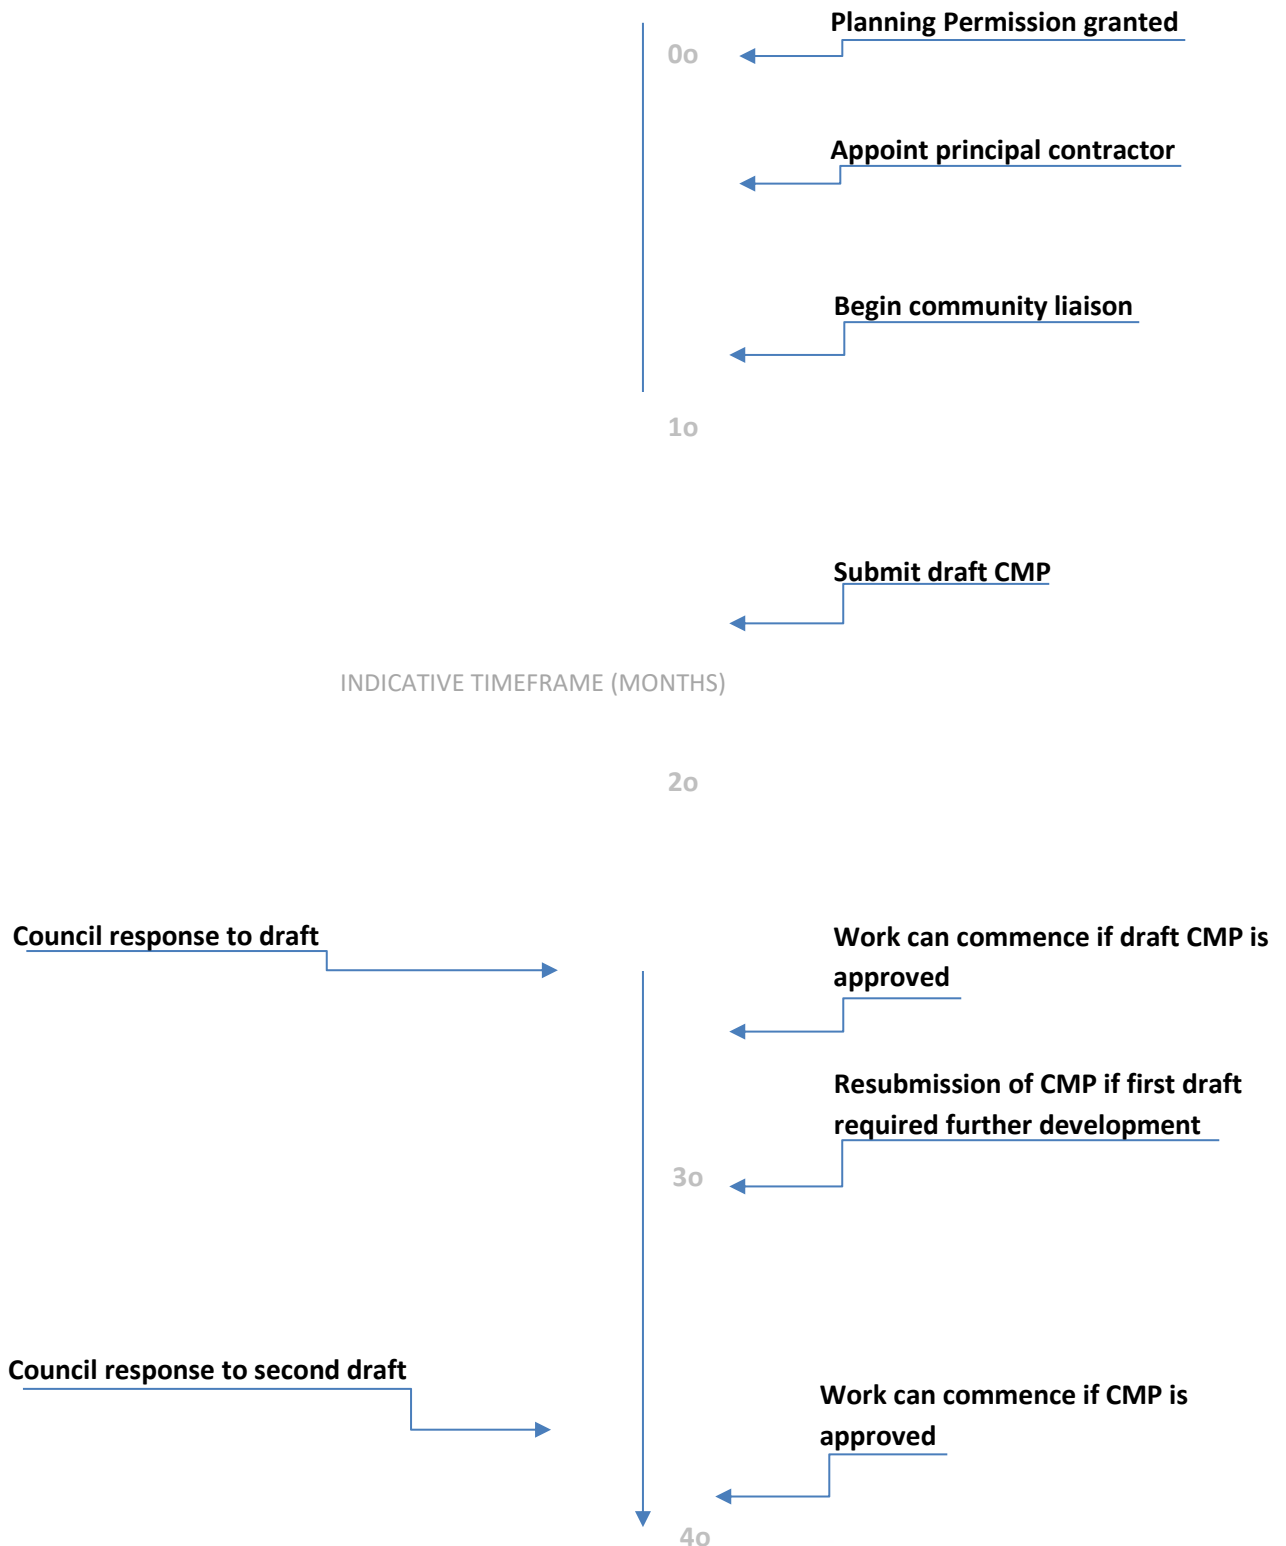 Planning Permission granted
0o
Appoint principal contractor
Begin community liaison
1o
Submit draft CMP
INDICATIVE TIMEFRAME (MONTHS)
2o
Council response to draft
Work can commence if draft CMP is
approved
Resubmission of CMP if first draft
required further development
3o
Council response to second draft
Work can commence if CMP is
approved
4o